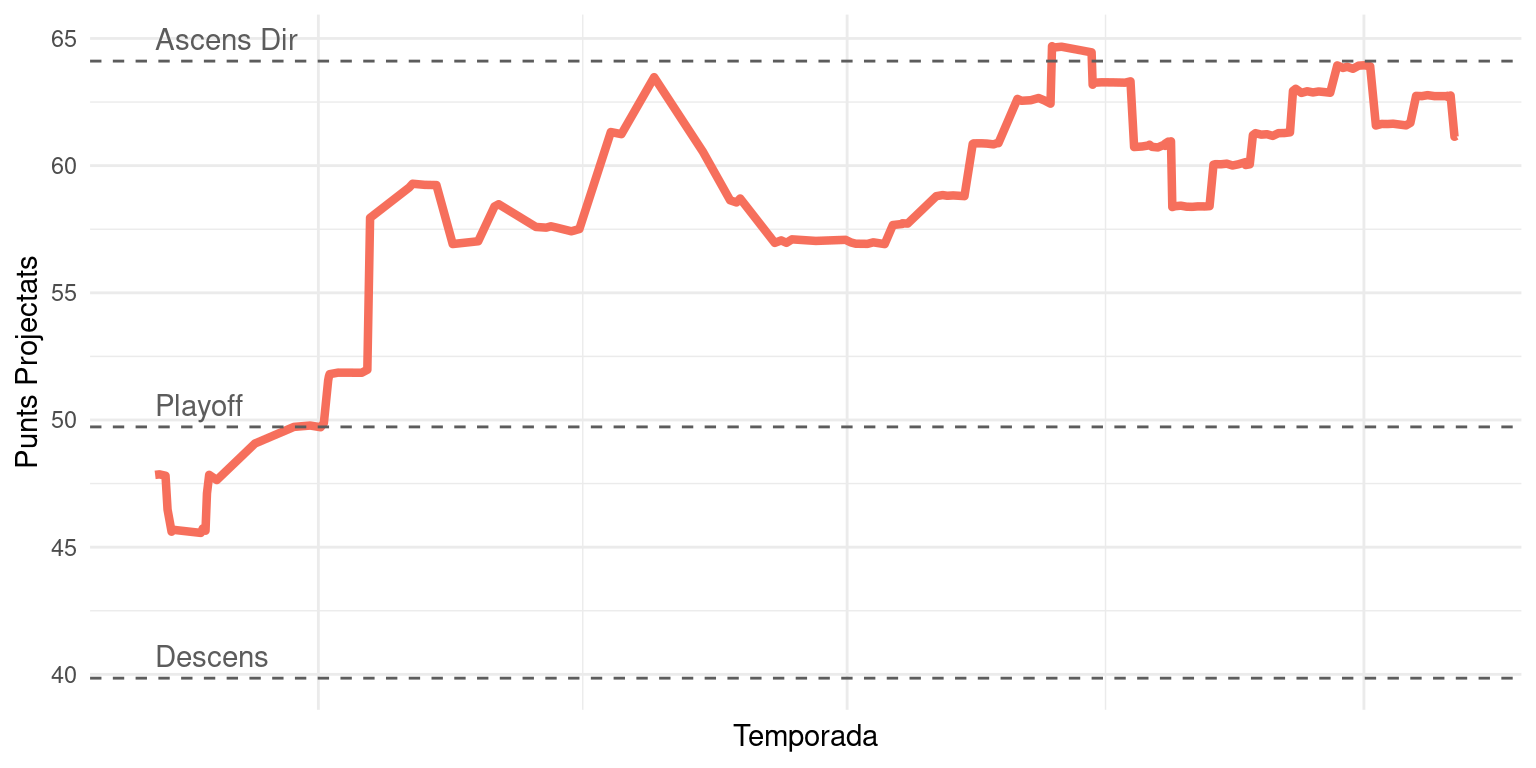 65
Ascens Dir
60
55
Punts Projectats
50
Playoff
45
40
Descens
Temporada